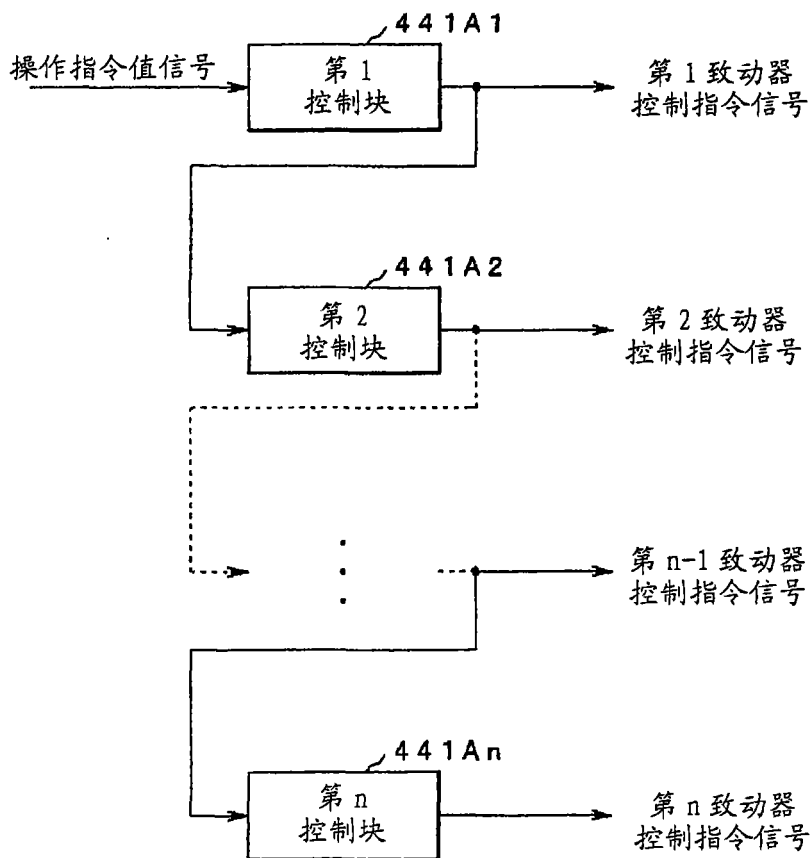 441A1
操作指令值信号
第1
控制块
第1致动器
控制指令信号
441A2
第2
控制块
第2致动器
控制指令信号
第n-1致动器
控制指令信号
441An
第n
控制块
第n致动器
控制指令信号